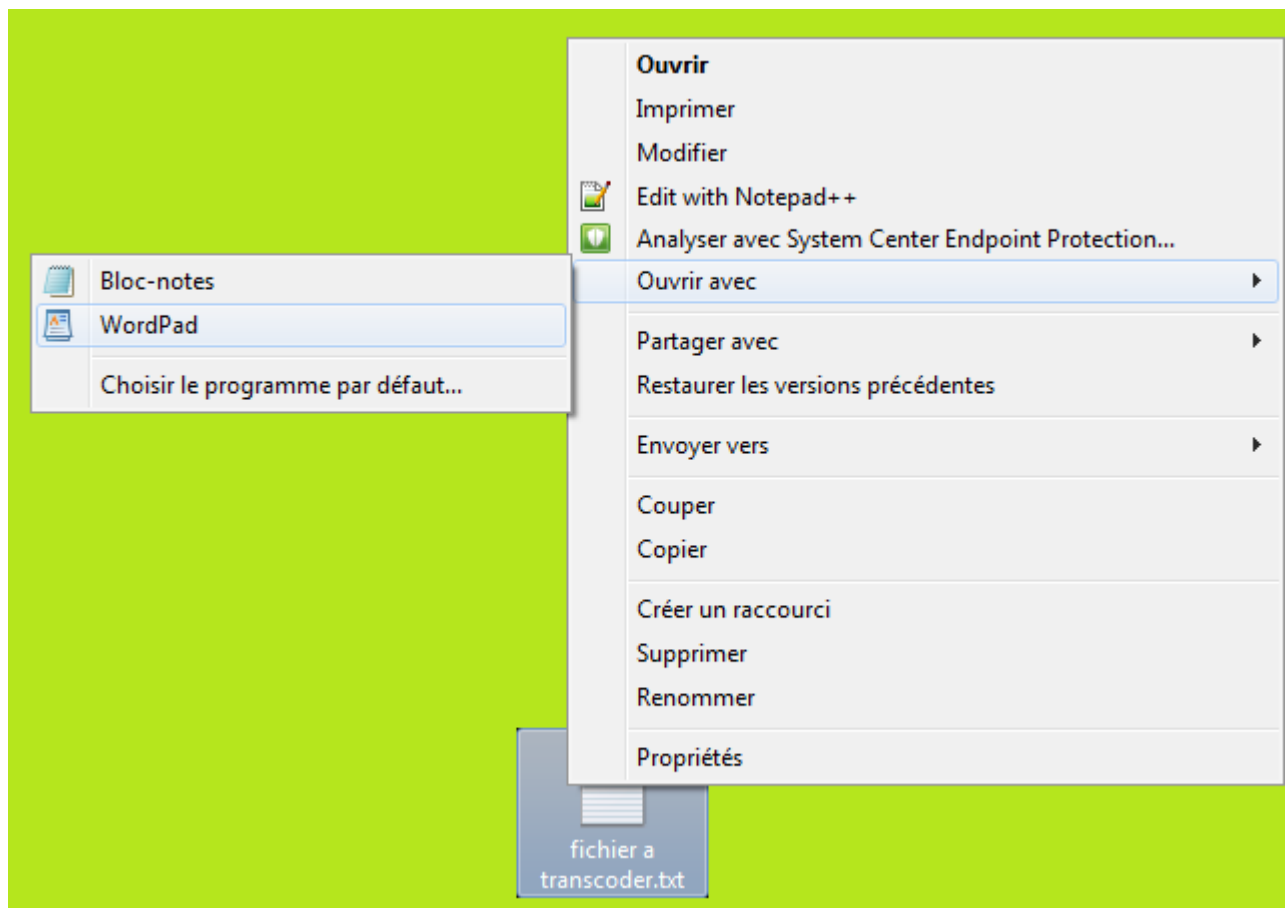 Ouvrir
Imprimer
Modifier
Edit with Notepad++
Analyser avec System Center Endpoint Protection...
Ouvrir avec
Bloc-notes
WordPad
Choisir le programme par défaut...
Partager avec
Restaurer les versions précédentes
Envoyer vers
Couper
Copier
Créer un raccourci
Supprimer
Renommer
Propriétés
fichier a
transcoder.txt